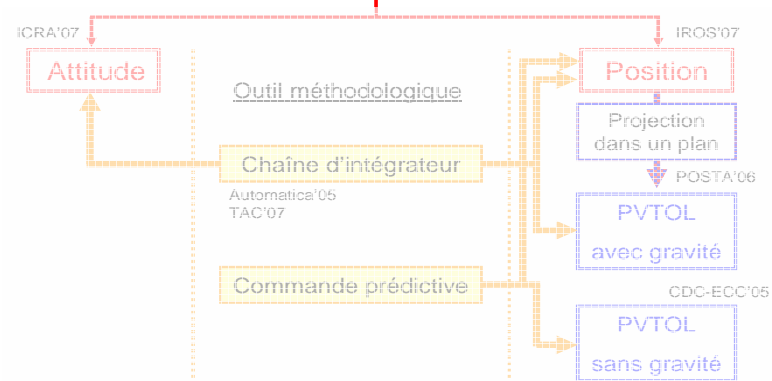 ICRA'07
IROS'07
Attitude
Position
Outil méthodologique
Projection
dans un plan
Chaîne d'intégrateur
POSTA'06
Automatica'05
TAC'07
PVTOL
avec gravité
Commande prédictive
CDC-ECC'05
PVTOL
sans gravité